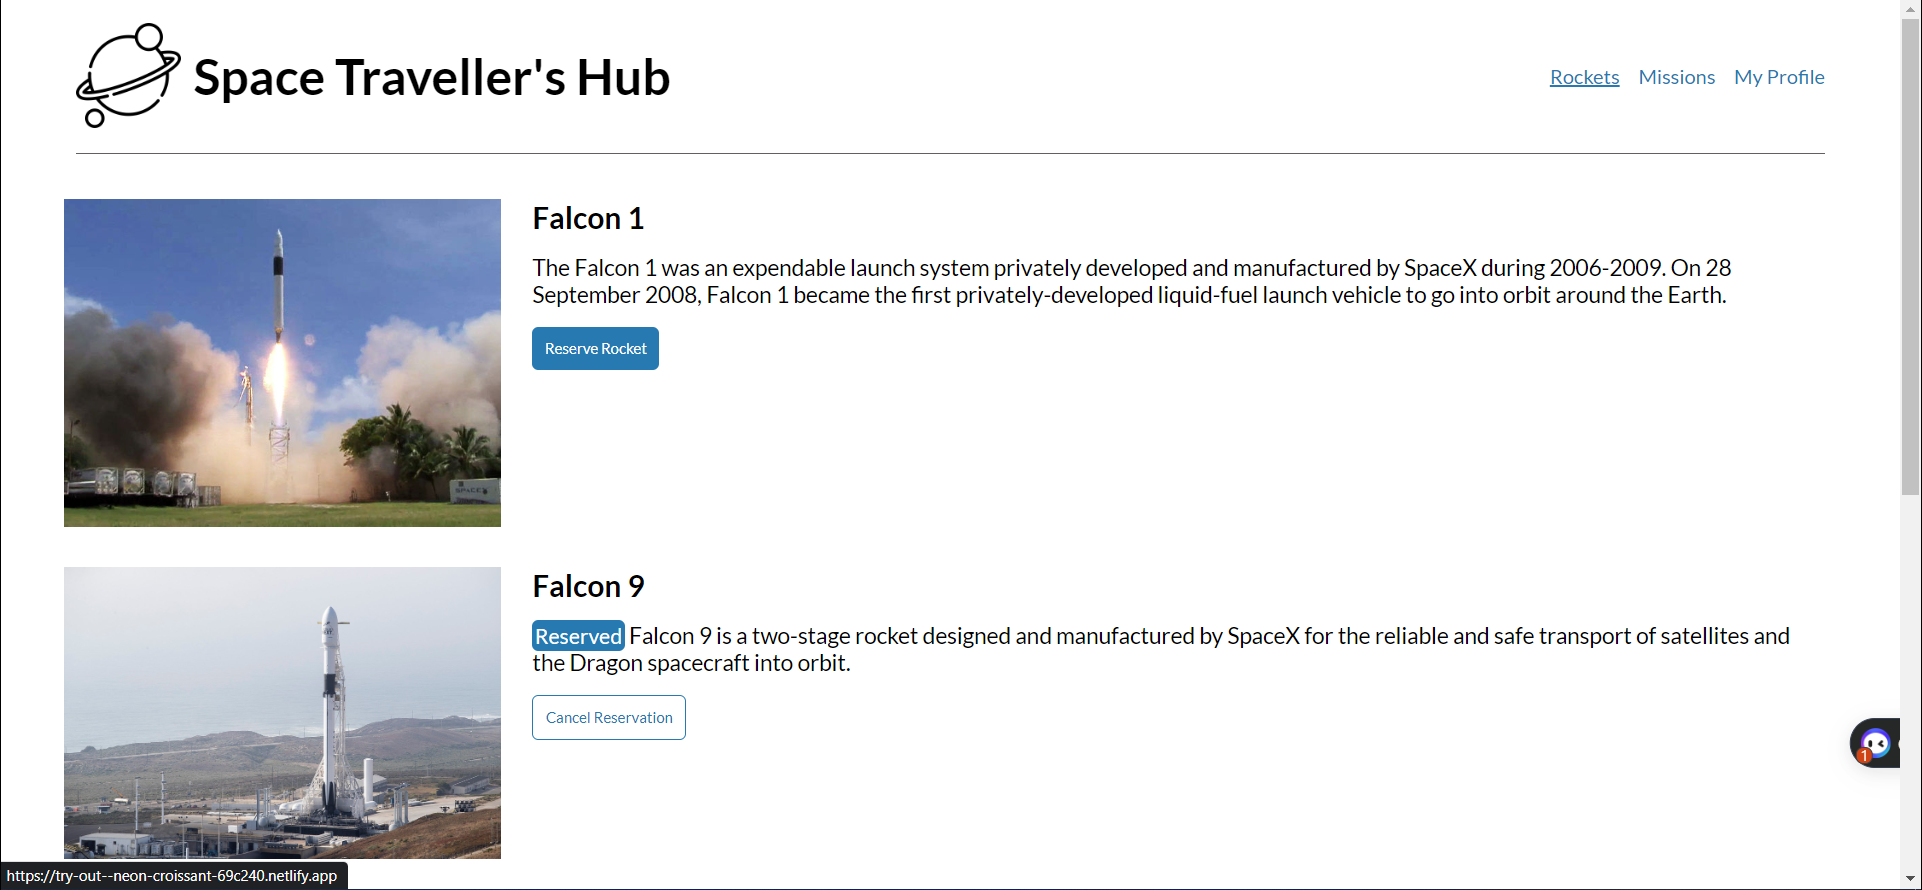 Space Traveller's Hub
Rockets Missions My Profile
Falcon 1
The Falcon 1 was an expendable launch system privately developed and manufactured by SpaceX during 2006-2009. On 28
September 2008, Falcon 1 became the first privately-developed liquid-fuel launch vehicle to go into orbit around the Earth.
Reserve Rocket
SPACEX
Falcon 9
Reserved Falcon 9 is a two-stage rocket designed and manufactured by SpaceX for the reliable and safe transport of satellites and
the Dragon spacecraft into orbit.
Cancel Reservation
1
https://try-out--neon-croissant-69c240.netlify.app